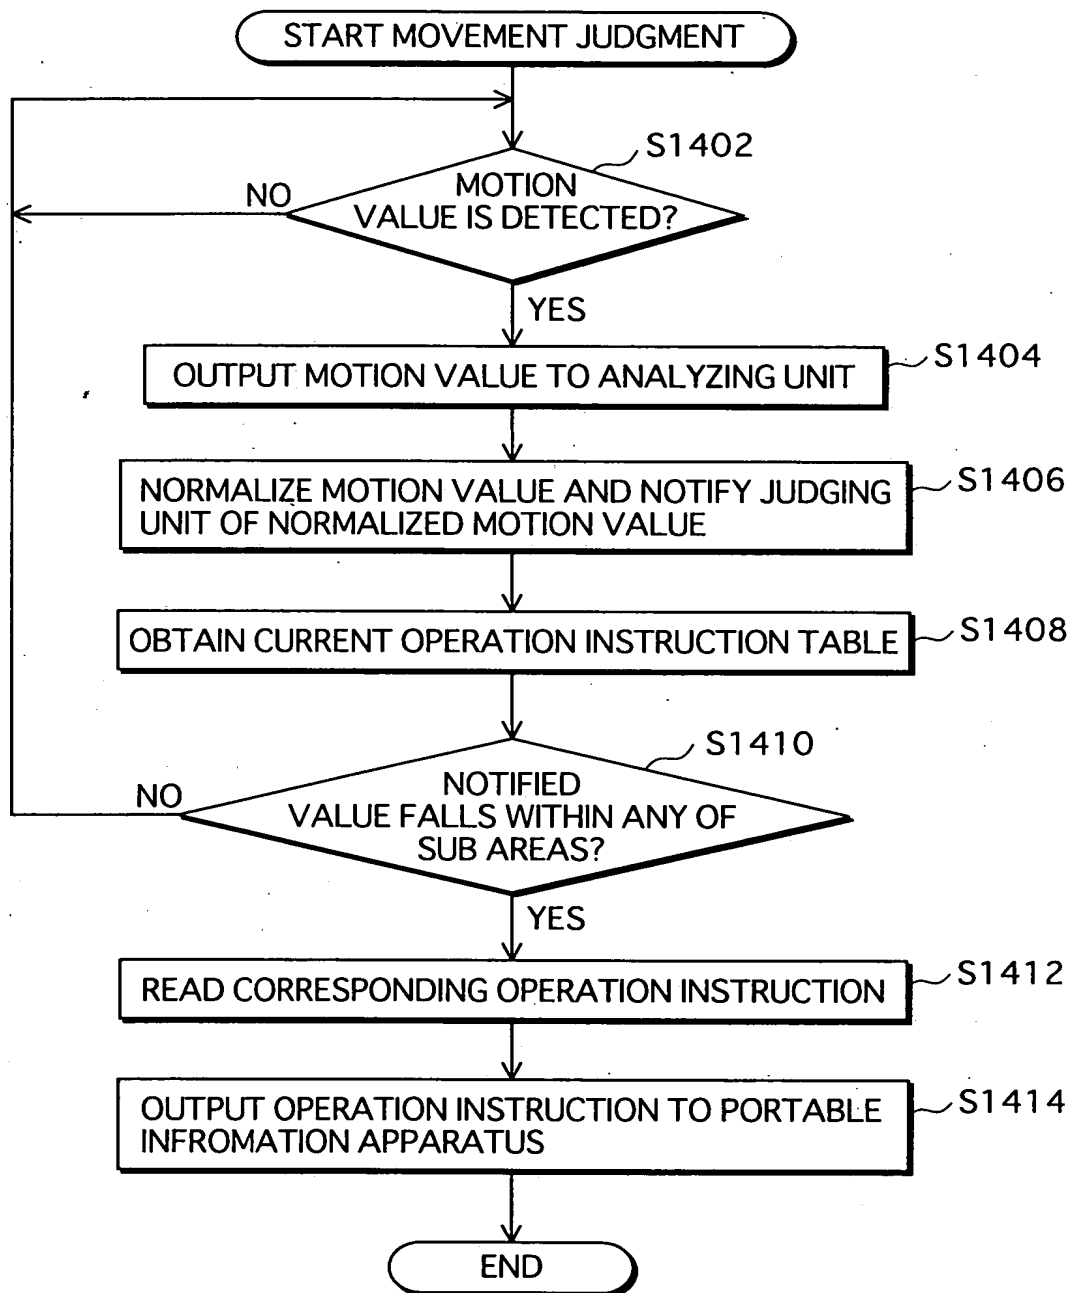 START MOVEMENT JUDGMENT
S1402
MOTION
VALUE IS DETECTED?
NO
YES
OUTPUT MOTION VALUE TO ANALYZING UNIT
S1404
NORMALIZE MOTION VALUE AND NOTIFY JUDGING
UNIT OF NORMALIZED MOTION VALUE
S1406
OBTAIN CURRENT OPERATION INSTRUCTION TABLE
S1408
S1410
NOTIFIED
VALUE FALLS WITHIN ANY OF
SUB AREAS?
NO
YES
READ CORRESPONDING OPERATION INSTRUCTION
S1412
OUTPUT OPERATION INSTRUCTION TO PORTABLE
INFROMATION APPARATUS
S1414
END